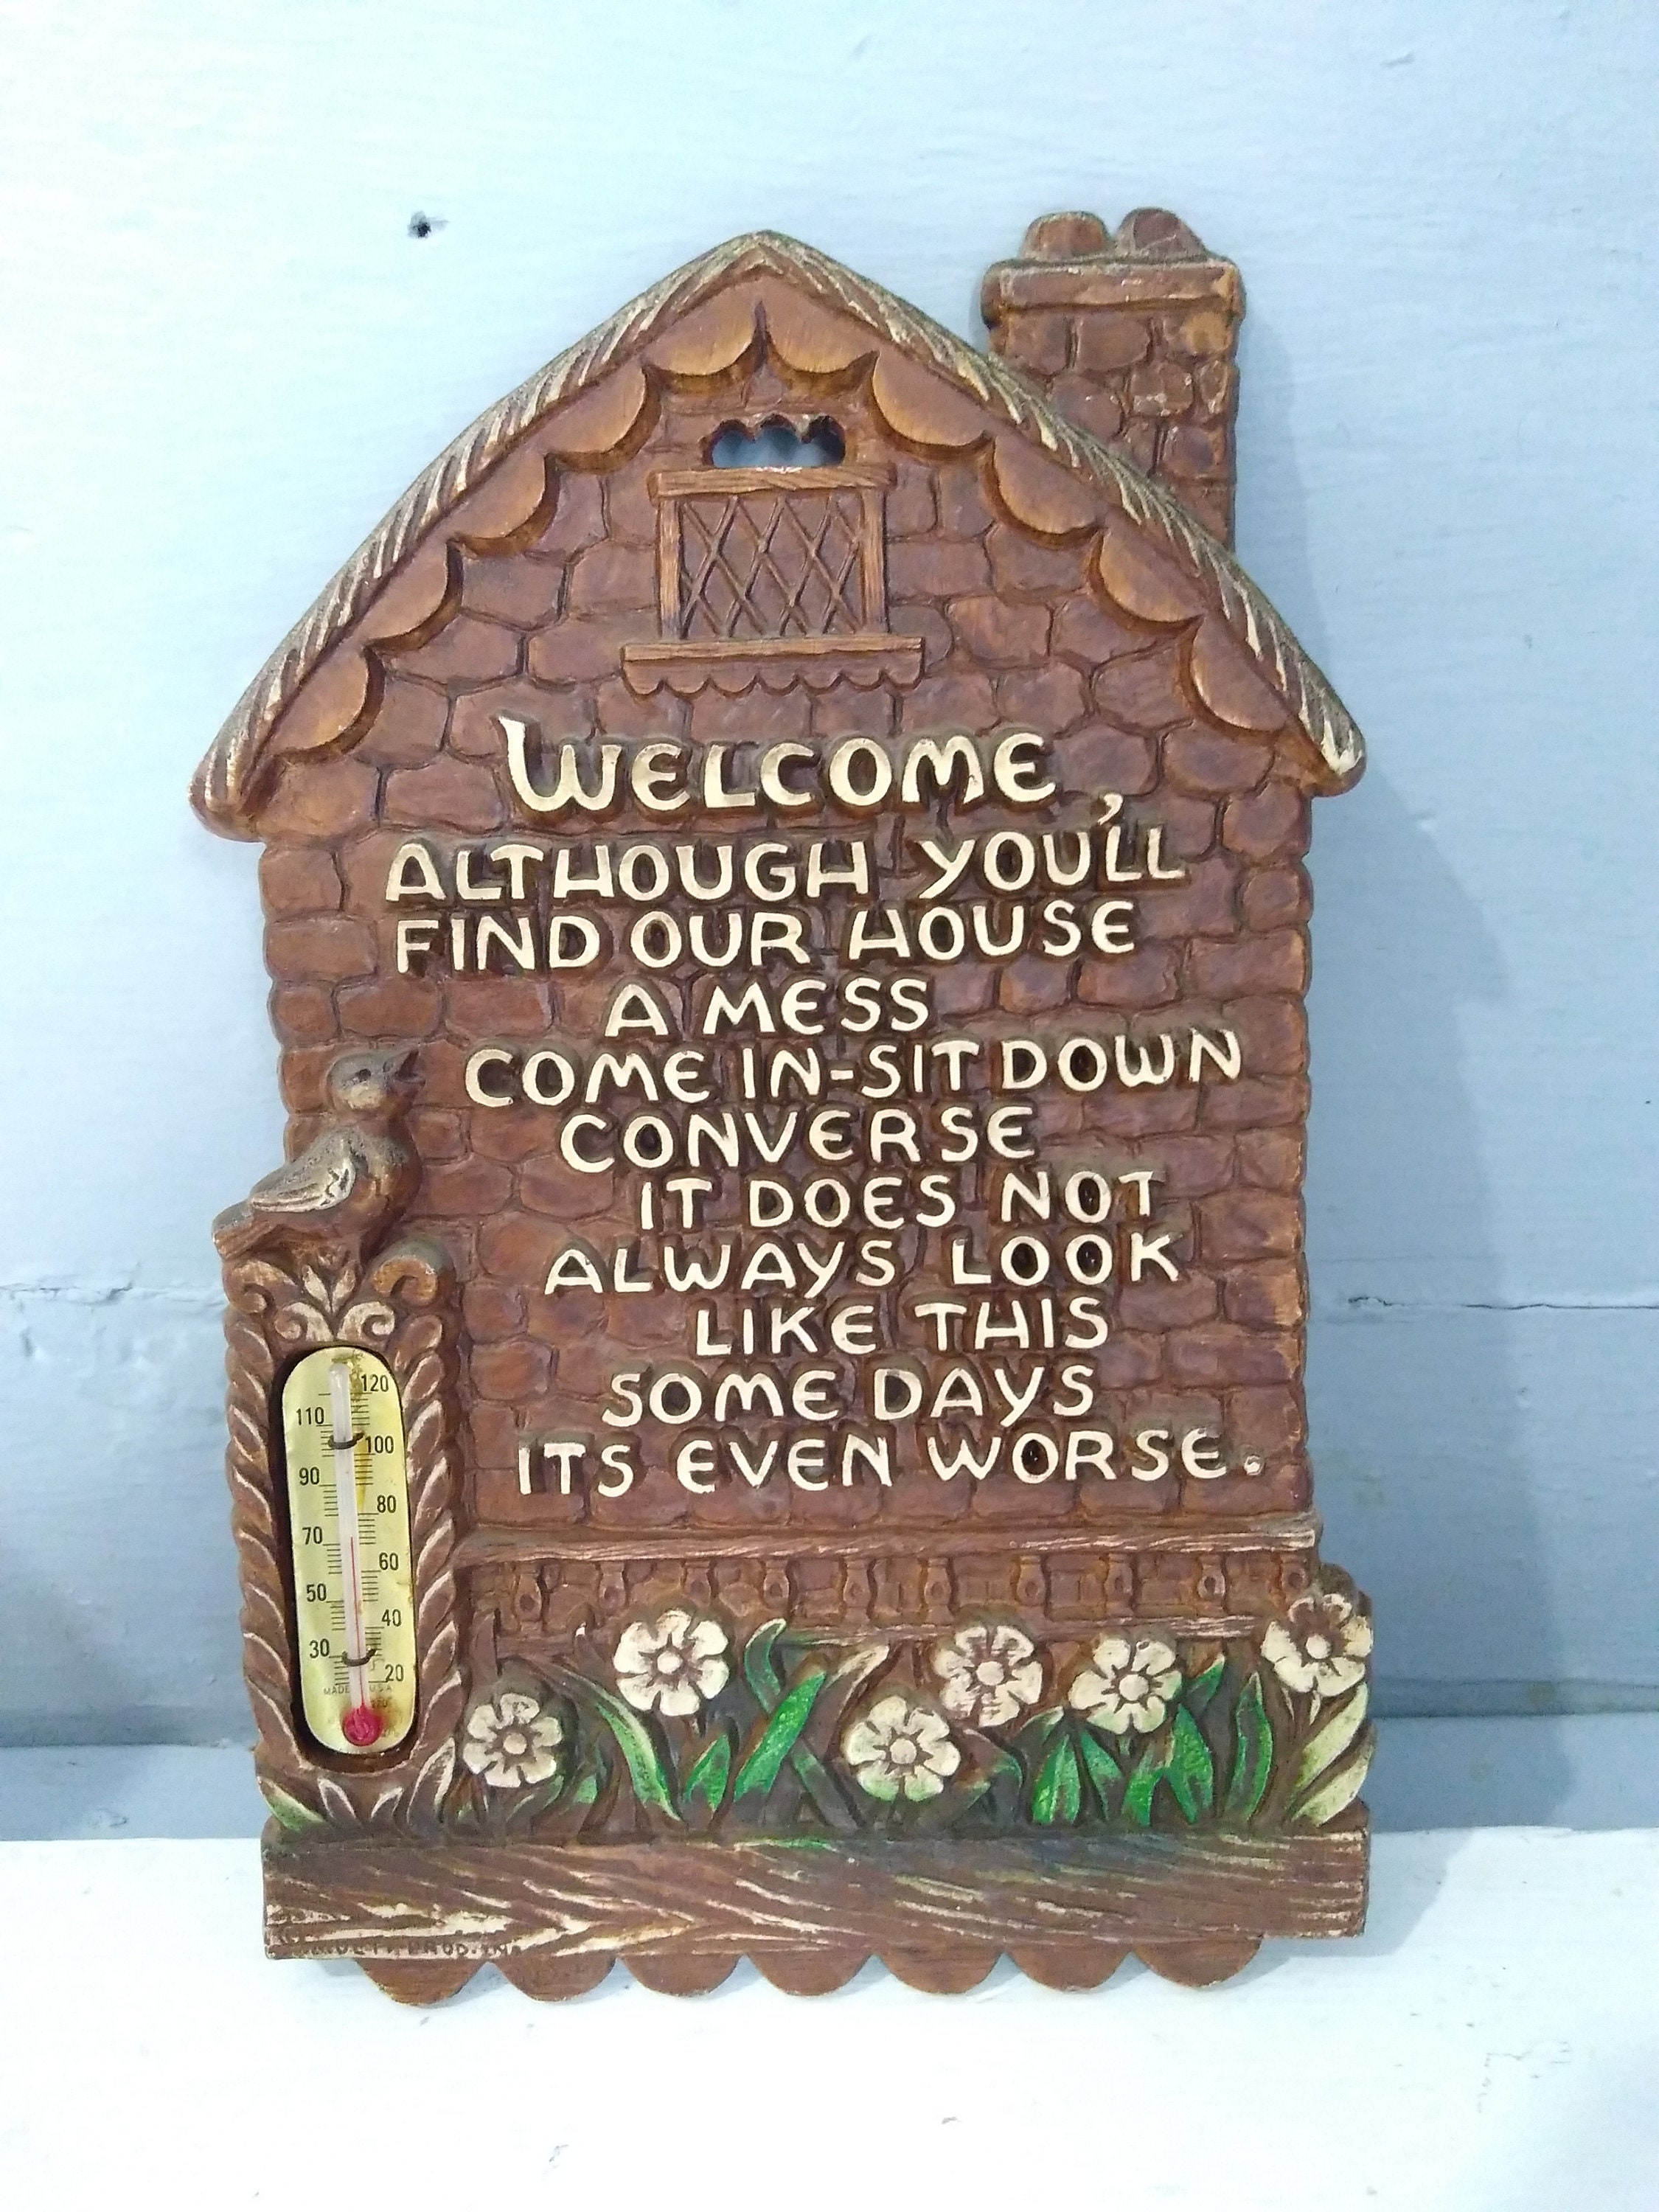 WELCOME,
ALTHOUGH YOU'LL
FIND OUR HOUSE
A MESS
COME IN-SIT DOWN
CONVERSE
IT DOES NOT
ALWAYS LOOK
LIKE THIS
SOME DAYS
ITS EVEN WORSE.
120
110
100
90
80
70
60
50
40
30
20
MADE U.S.A
PROD. IN